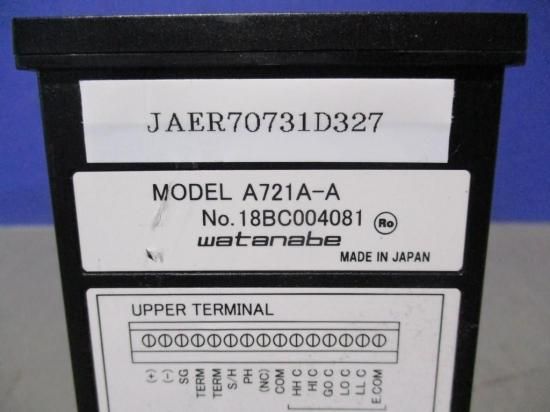 JAER70731D327
MODEL A721A-A
No.18BC004081 Ro
watanabe
MADE IN JAPAN
UPPER TERMINAL
(+) (-) SG TERM TERM S/H PH (NC) COM HH C HI C GO C LO C LL C E.COM